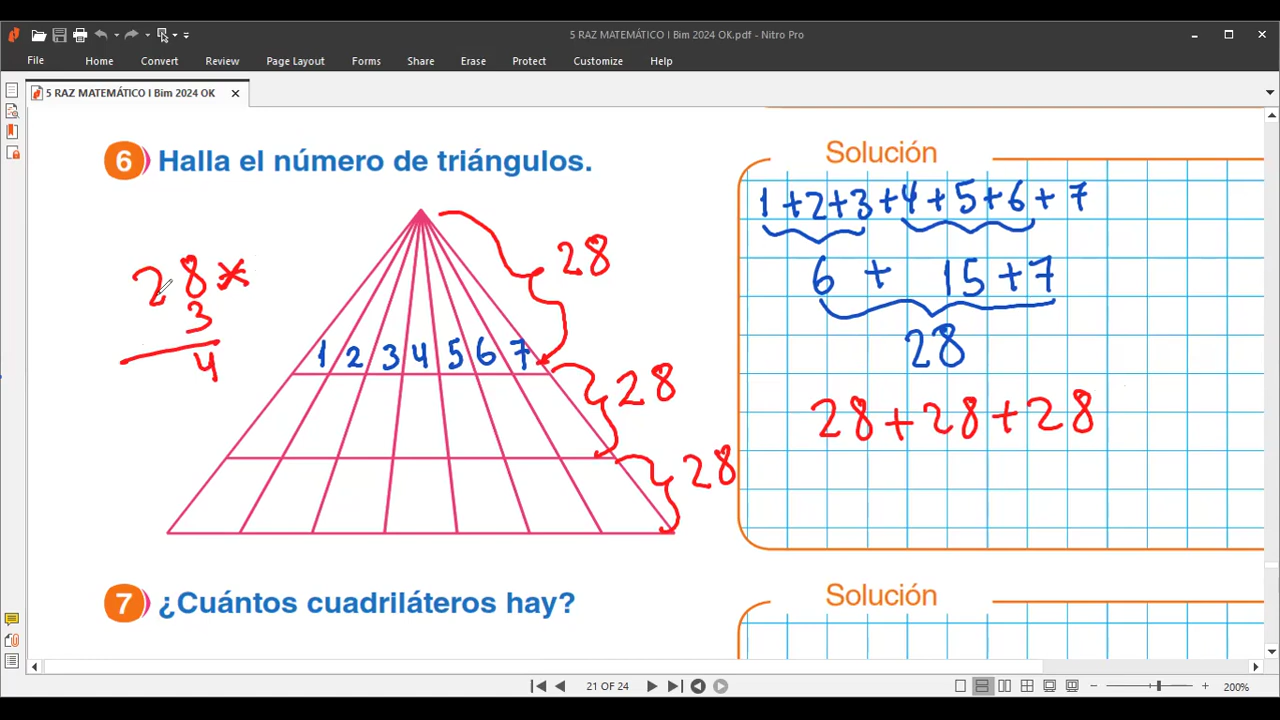 5 RAZ MATEMÁTICO I Bim 2024 OK.pdf - Nitro Pro
File Home Convert Review Page Layout Forms Share Erase Protect Customize Help
5 RAZ MATEMÁTICO I Bim 2024 OK
6 Halla el número de triángulos.
28 *
3
4
1 2 3 4 5 6 7
28
28
28
Solución
1+2+3+4+5+6+7
6 + 15+7
28
28+28+28
7 ¿Cuántos cuadriláteros hay?
Solución
21 OF 24
200%